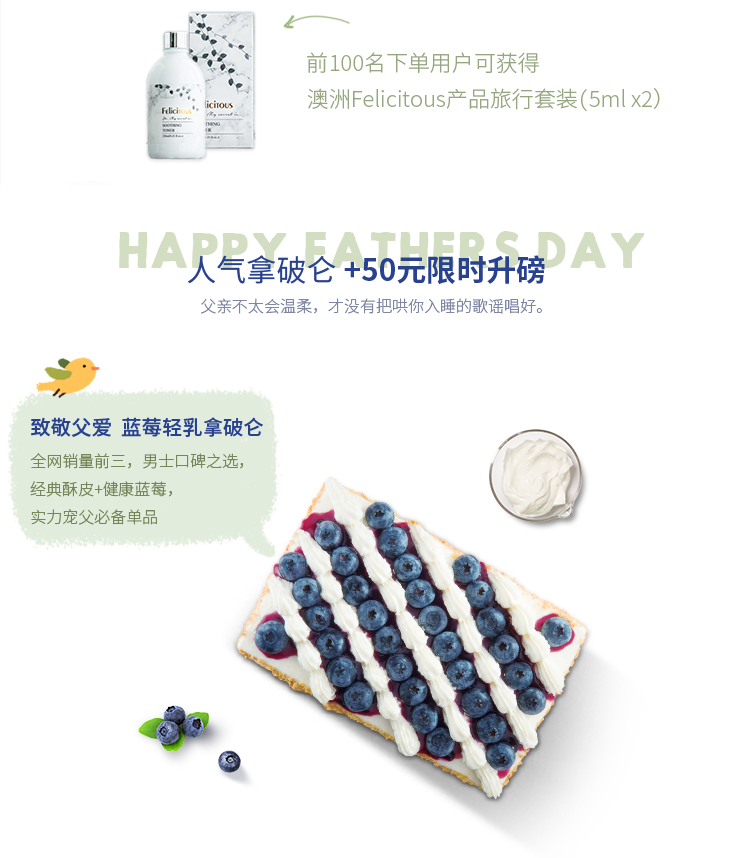 Felicitous
SOOTHING
TONER
前100名下单用户可获得
澳洲Felicitous产品旅行套装(5ml x2）
HAPPY FATHERS DAY
人气拿破仑 +50元限时升磅
父亲不太会温柔，才没有把哄你入睡的歌谣唱好。
致敬父爱 蓝莓轻乳拿破仑
全网销量前三，男士口碑之选，
经典酥皮+健康蓝莓，
实力宠父必备单品